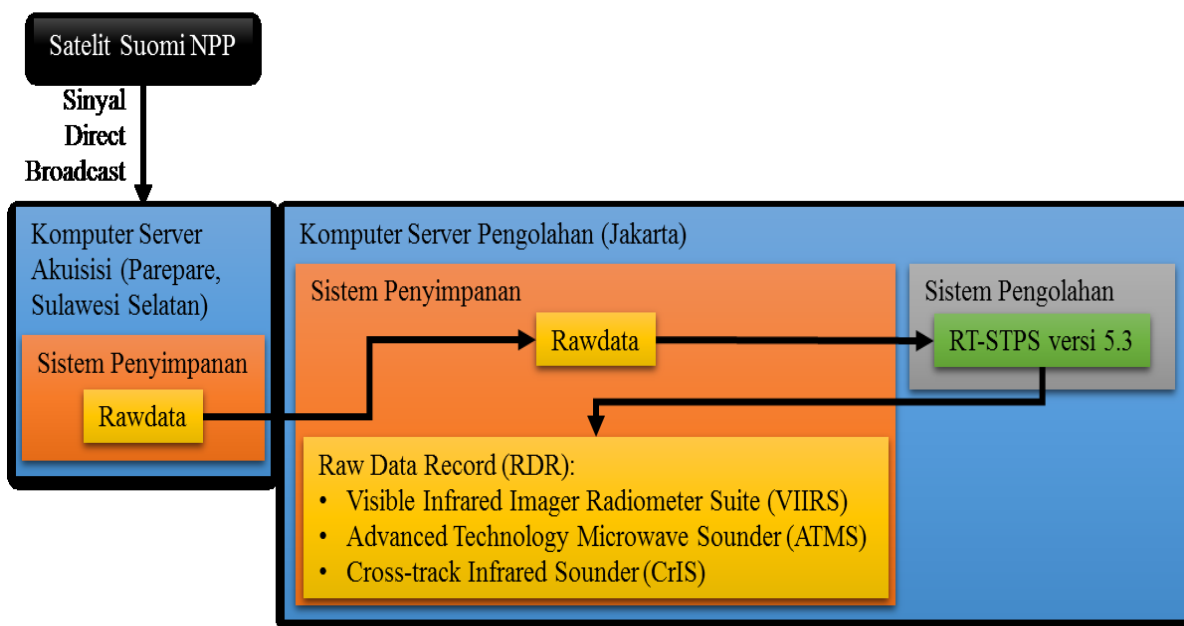 Satelit Suomi NPP
Sinyal
Direct
Broadcast
Komputer Server
Akuisisi (Parepare,
Sulawesi Selatan)
Sistem Penyimpanan
Rawdata
Komputer Server Pengolahan (Jakarta)
Sistem Penyimpanan
Rawdata
Sistem Pengolahan
RT-STPS versi 5.3
Raw Data Record (RDR):
• Visible Infrared Imager Radiometer Suite (VIIRS)
• Advanced Technology Microwave Sounder (ATMS)
• Cross-track Infrared Sounder (CrIS)